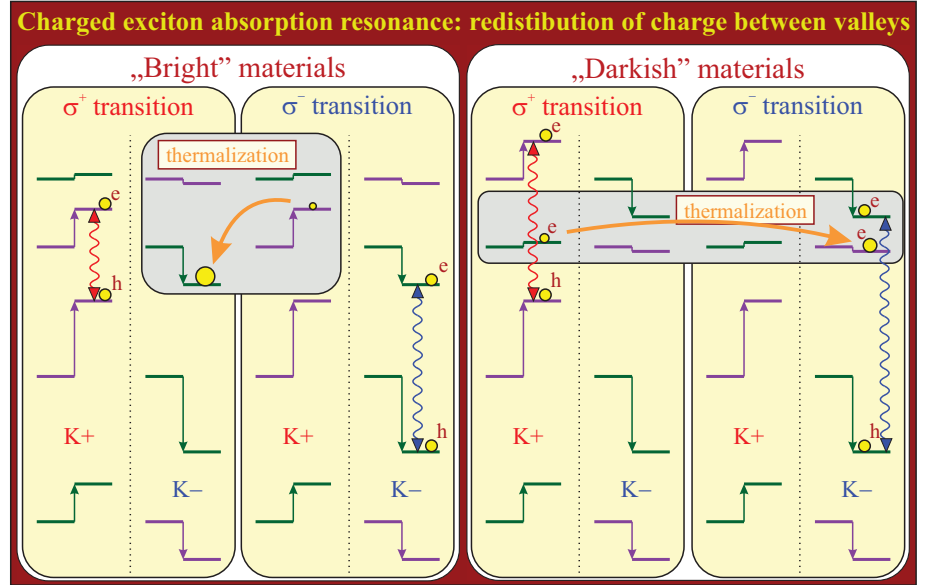 Charged exciton absorption resonance: redistibution of charge between valleys
„Bright” materials
σ+ transition
σ− transition
thermalization
e
h
e
h
K+
K−
K+
K−
„Darkish” materials
σ+ transition
σ− transition
e
thermalization
e
e
e
h
h
K+
K−
K+
K−